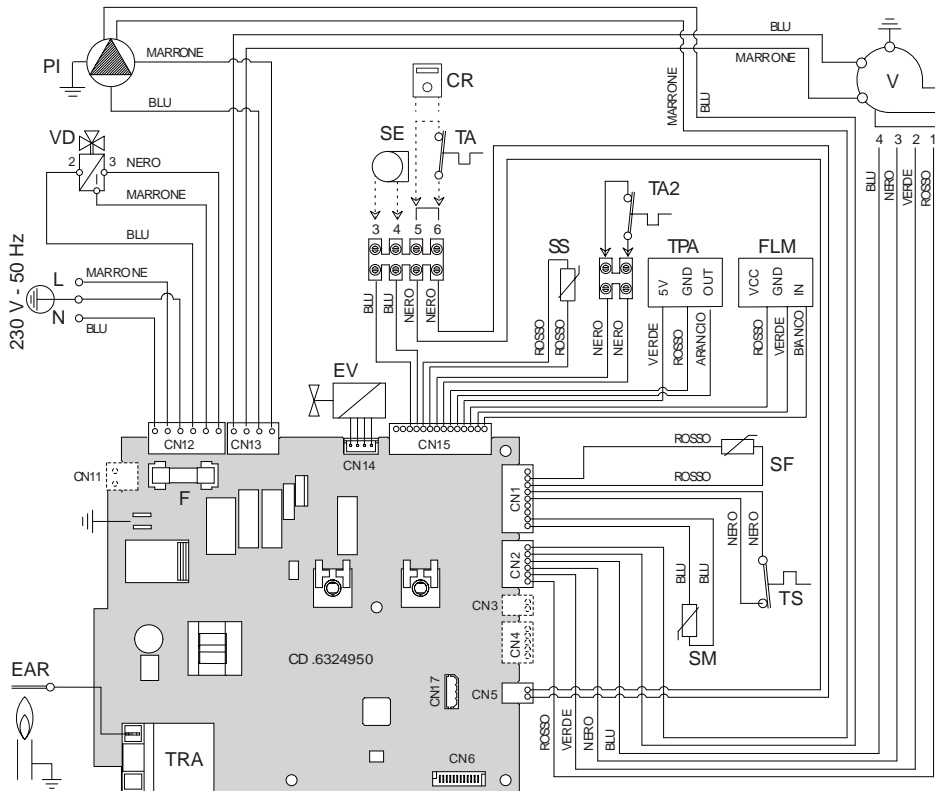 BLU
MARRONE
MARRONE
BLU
PI
BLU
MARRONE
BLU
V
4 3 2 1
BLU
NERO
VERDE
ROSSO
VD
2
3
NERO
MARRONE
BLU
CR
SE
TA
3 4 5 6
BLU
BLU
NERO
NERO
SS
ROSSO
ROSSO
TA2
NERO
NERO
TPA
5V
GND
OUT
VERDE
ROSSO
ARANCIO
FLM
VCC
GND
IN
ROSSO
VERDE
BIANCO
230 V - 50 Hz
L
MARRONE
N
BLU
EV
CN12
CN13
CN14
CN15
CN11
F
CN1
ROSSO
SF
ROSSO
NERO
NERO
TS
CN2
BLU
BLU
SM
CN3
CN4
CN5
CD.6324950
CN17
CN6
EAR
TRA
ROSSO
VERDE
NERO
BLU